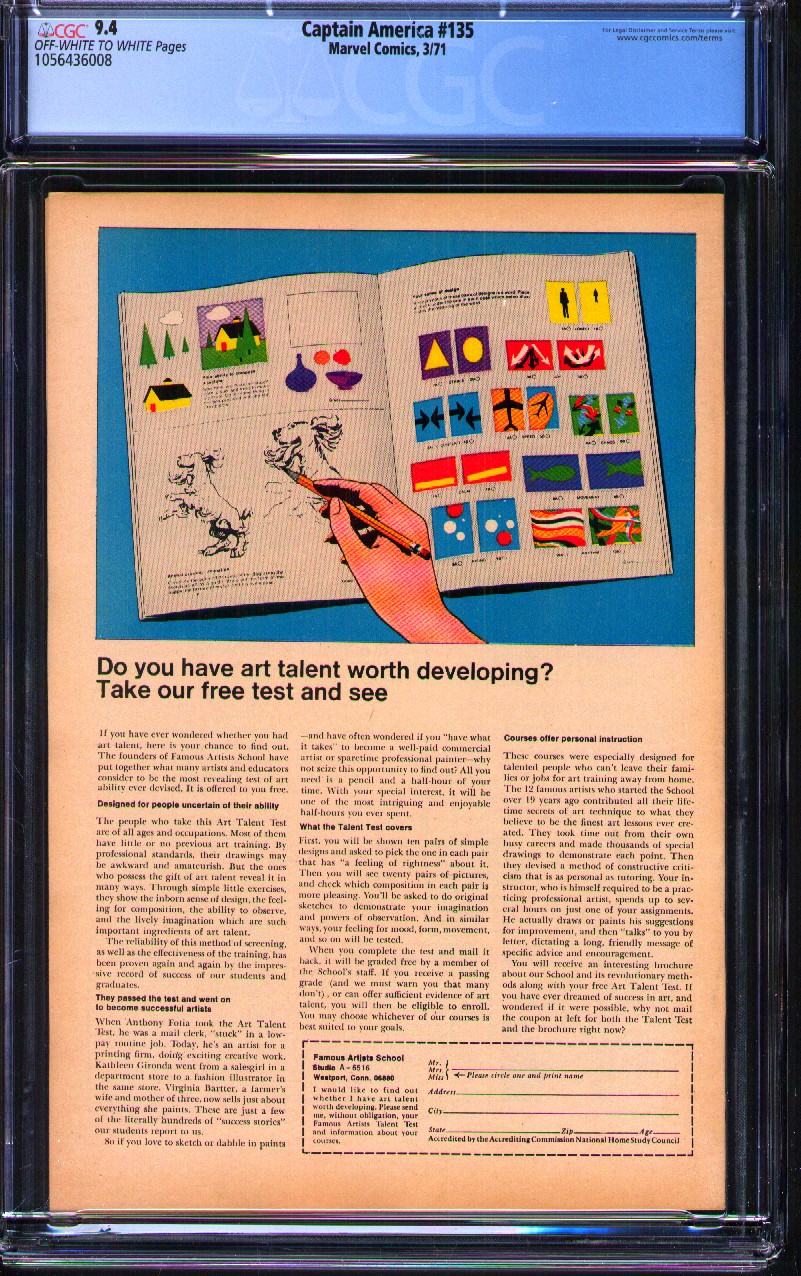 CGC 9.4
OFF-WHITE TO WHITE Pages
1056436008
Captain America #135
Marvel Comics, 3/71
For Legal Disclaimer and Service Terms please visit:
www.cgccomics.com/terms
CGC
Your sense of design
Do you have art talent worth developing?
Take our free test and see
If you have ever wondered whether you had
art talent, here is your chance to find out.
The founders of Famous Artists School have
put together what many artists and educators
consider to be the most revealing test of art
ability ever devised. It is offered to you free.
Designed for people uncertain of their ability
The people who take this Art Talent Test
are of all ages and occupations. Most of them
have little or no previous art training. By
professional standards, their drawings may
be awkward and amateurish. But the ones
who possess the gift of art talent reveal it in
many ways. Through simple little exercises,
they show the inborn sense of design, the feel-
ing for composition, the ability to observe,
and the lively imagination which are such
important ingredients of art talent.
The reliability of this method of screening,
as well as the effectiveness of the training, has
been proven again and again by the impres-
sive record of success of our students and
graduates.
They passed the test and went on
to become successful artists
When Anthony Fotia took the Art Talent
Test, he was a mail clerk, "stuck" in a low-
pay routine job. Today, he's an artist for a
printing firm, doing exciting creative work.
Kathleen Gironda went from a salesgirl in a
department store to a fashion illustrator in
the same store. Virginia Bartter, a farmer's
wife and mother of three, now sells just about
everything she paints. These are just a few
of the literally hundreds of "success stories"
our students report to us.
So if you love to sketch or dabble in paints
—and have often wondered if you "have what
it takes" to become a well-paid commercial
artist or sparetime professional painter—why
not seize this opportunity to find out? All you
need is a pencil and a half-hour of your
time. With your special interest, it will be
one of the most intriguing and enjoyable
half-hours you ever spent.
What the Talent Test covers
First, you will be shown ten pairs of simple
designs and asked to pick the one in each pair
that has "a feeling of rightness" about it.
Then you will see twenty pairs of pictures,
and check which composition in each pair is
more pleasing. You'll be asked to do original
sketches to demonstrate your imagination
and powers of observation. And in similar
ways, your feeling for mood, form, movement,
and so on will be tested.
When you complete the test and mail it
back, it will be graded free by a member of
the School's staff. If you receive a passing
grade (and we must warn you that many
don't), or can offer sufficient evidence of art
talent, you will then be eligible to enroll.
You may choose whichever of our courses is
best suited to your goals.
Courses offer personal instruction
These courses were especially designed for
talented people who can't leave their fami-
lies or jobs for art training away from home.
The 12 famous artists who started the School
over 19 years ago contributed all their life-
time secrets of art technique to what they
believe to be the finest art lessons ever cre-
ated. They took time out from their own
busy careers and made thousands of special
drawings to demonstrate each point. Then
they devised a method of constructive criti-
cism that is as personal as tutoring. Your in-
structor, who is himself required to be a prac-
ticing professional artist, spends up to sev-
eral hours on just one of your assignments.
He actually draws or paints his suggestions
for improvement, and then "talks" to you by
letter, dictating a long, friendly message of
specific advice and encouragement.
You will receive an interesting brochure
about our School and its revolutionary meth-
ods along with your free Art Talent Test. If
you have ever dreamed of success in art, and
wondered if it were possible, why not mail
the coupon at left for both the Talent Test
and the brochure right now?
Famous Artists School
Studio A-6516
Westport, Conn. 06880
I would like to find out
whether I have art talent
worth developing. Please send
me, without obligation, your
Famous Artists Talent Test
and information about your
courses.
Mr.
Mrs.
Miss Please circle one and print name
Address
City
State Zip Age
Accredited by the Accrediting Commission National Home Study Council